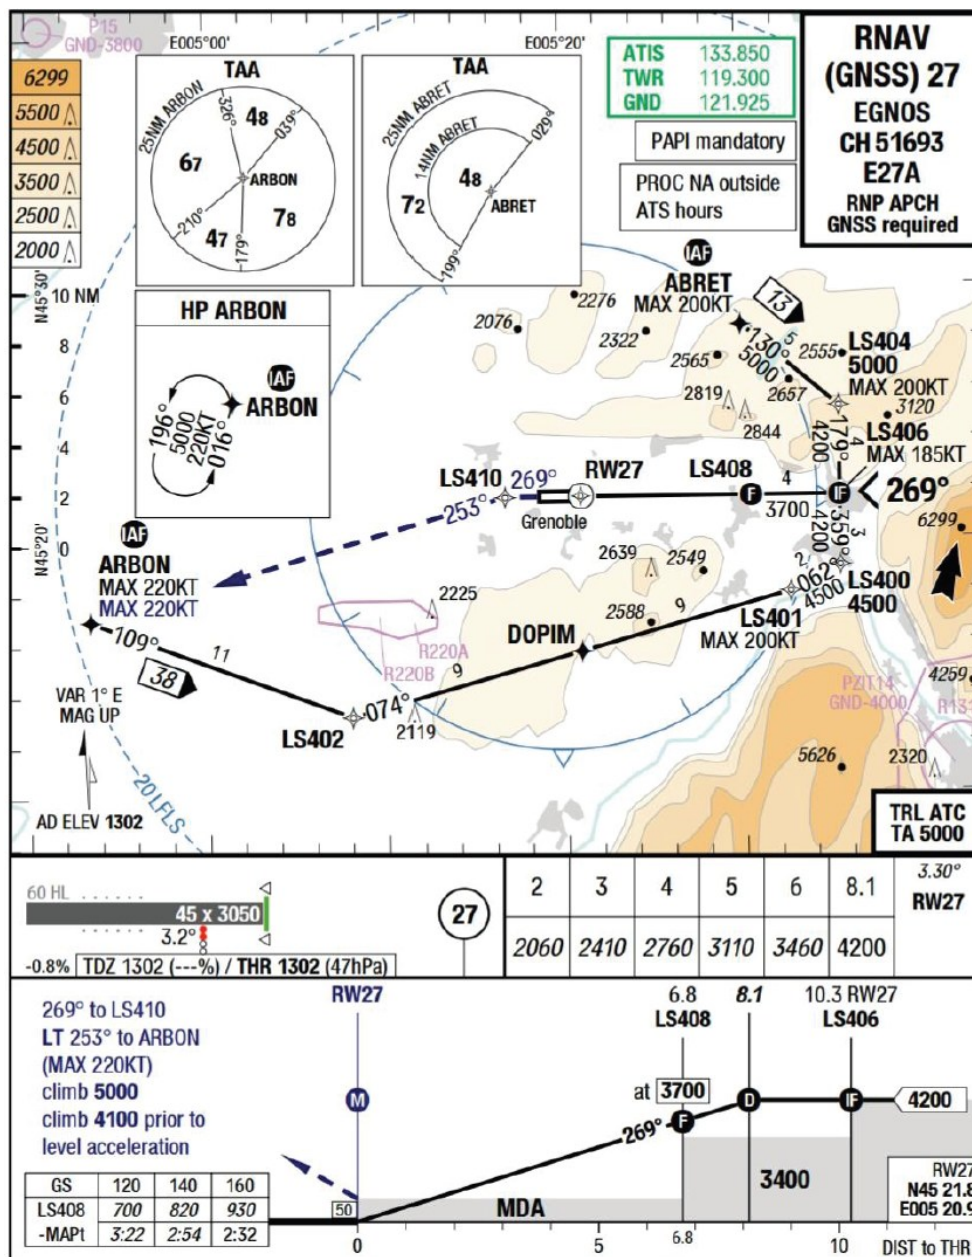 P15
GND-3800
E005°00'
E005°20'
6299
5500
4500
3500
2500
2000
TAA
25NM ARBON
326°
48
039°
67
ARBON
210°
47
179°
78
TAA
25NM ABRET
14NM ABRET
029°
48
72
ABRET
199°
ATIS 133.850
TWR 119.300
GND 121.925
PAPI mandatory
PROC NA outside
ATS hours
RNAV
(GNSS) 27
EGNOS
CH 51693
E27A
RNP APCH
GNSS required
N45°30'
10 NM
8
6
4
2
0
N45°20'
HP ARBON
IAF
ARBON
196°
5000
220KT
016°
IAF
ABRET
MAX 200KT
13
130°
5
5000
2276
2076
2322
2565
2555
2657
2819
2844
LS404
5000
MAX 200KT
3120
179°
4
4200
LS406
MAX 185KT
LS410
269°
RW27
LS408
F
4
3700
IF
269°
253°
Grenoble
359°
3
4200
6299
IAF
ARBON
MAX 220KT
MAX 220KT
2639
2549
2225
2588
2
062°
4500
LS400
4500
LS401
MAX 200KT
9
DOPIM
R220A
R220B
109°
11
38
9
074°
LS402
2119
VAR 1° E
MAG UP
20 LFLS
AD ELEV 1302
PZIT14
GND-4000
4259
R13
5626
2320
TRL ATC
TA 5000
60 HL
45 x 3050
3.2°
-0.8% TDZ 1302 (---%) / THR 1302 (47hPa)
27
2 3 4 5 6 8.1 3.30°
RW27
2060 2410 2760 3110 3460 4200
269° to LS410
LT 253° to ARBON
(MAX 220KT)
climb 5000
climb 4100 prior to
level acceleration
RW27
M
6.8
LS408
8.1
10.3 RW27
LS406
at 3700
F
D
IF
4200
269°
3400
MDA
50
GS 120 140 160
LS408 700 820 930
-MAPt 3:22 2:54 2:32
RW27
N45 21.8
E005 20.9
0
5
6.8
10
DIST to THR